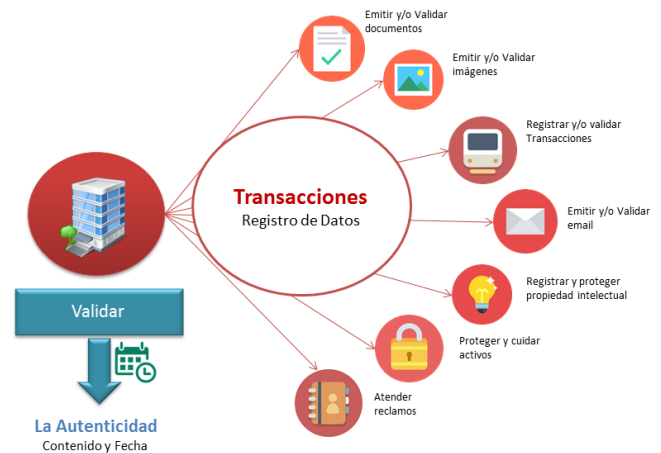 Emitir y/o Validar
documentos
Emitir y/o Validar
imágenes
Registrar y/o validar
Transacciones
Transacciones
Registro de Datos
Emitir y/o Validar
email
Registrar y proteger
propiedad intelectual
Validar
Proteger y cuidar
activos
Atender
reclamos
La Autenticidad
Contenido y Fecha